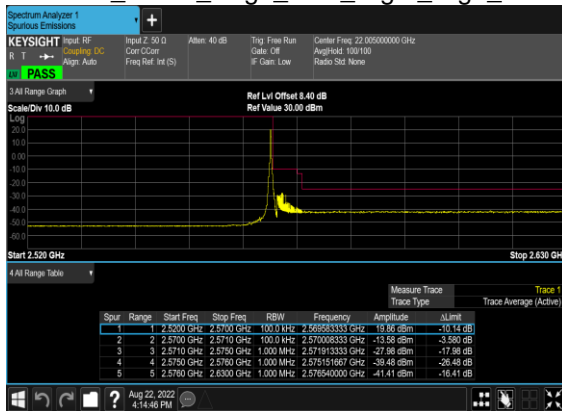 Spectrum Analyzer 1
Spurious Emissions
+
KEYSIGHT
R T
LXI PASS
Input: RF
Coupling: DC
Align: Auto
Input Z: 50 Ω
Corr CCorr
Freq Ref: Int (S)
Atten: 40 dB
Trig: Free Run
Gate: Off
IF Gain: Low
Center Freq: 22.005000000 GHz
Avg|Hold: 100/100
Radio Std: None
3 All Range Graph
Scale/Div 10.0 dB
Ref Lvl Offset 8.40 dB
Ref Value 30.00 dBm
Log
20.0
10.0
0.00
-10.0
-20.0
-30.0
-40.0
-50.0
-60.0
Start 2.520 GHz
Stop 2.630 GH
4 All Range Table
Measure Trace Trace 1
Trace Type Trace Average (Active)
Spur Range Start Freq Stop Freq RBW Frequency Amplitude ΔLimit
1 1 2.5200 GHz 2.5700 GHz 100.0 kHz 2.569583333 GHz 19.86 dBm -10.14 dB
2 2 2.5700 GHz 2.5710 GHz 100.0 kHz 2.570008333 GHz -13.58 dBm -3.580 dB
3 3 2.5710 GHz 2.5750 GHz 1.000 MHz 2.571913333 GHz -27.98 dBm -17.98 dB
4 4 2.5750 GHz 2.5760 GHz 1.000 MHz 2.575151667 GHz -39.48 dBm -26.48 dB
5 5 2.5760 GHz 2.6300 GHz 1.000 MHz 2.576540000 GHz -41.41 dBm -16.41 dB
?
Aug 22, 2022
4:14:46 PM